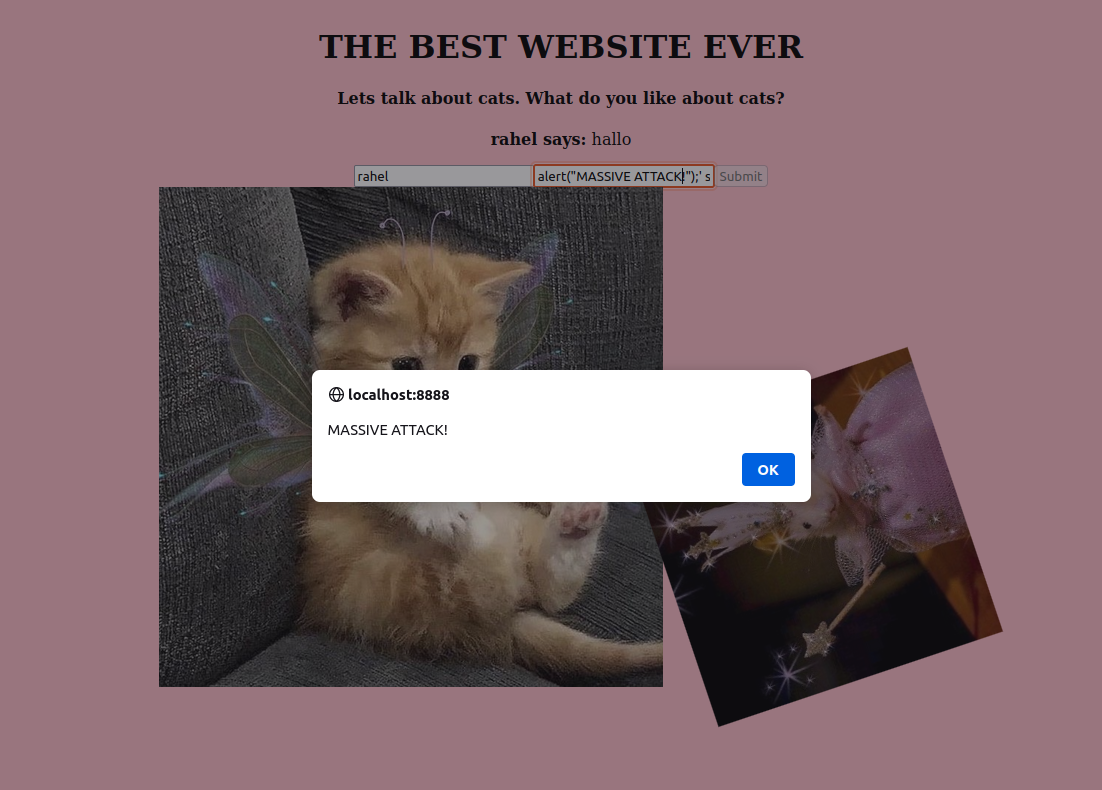 THE BEST WEBSITE EVER
Lets talk about cats. What do you like about cats?
rahel says: hallo
rahel alert("MASSIVE ATTACK!");' s Submit
localhost:8888
MASSIVE ATTACK!
OK